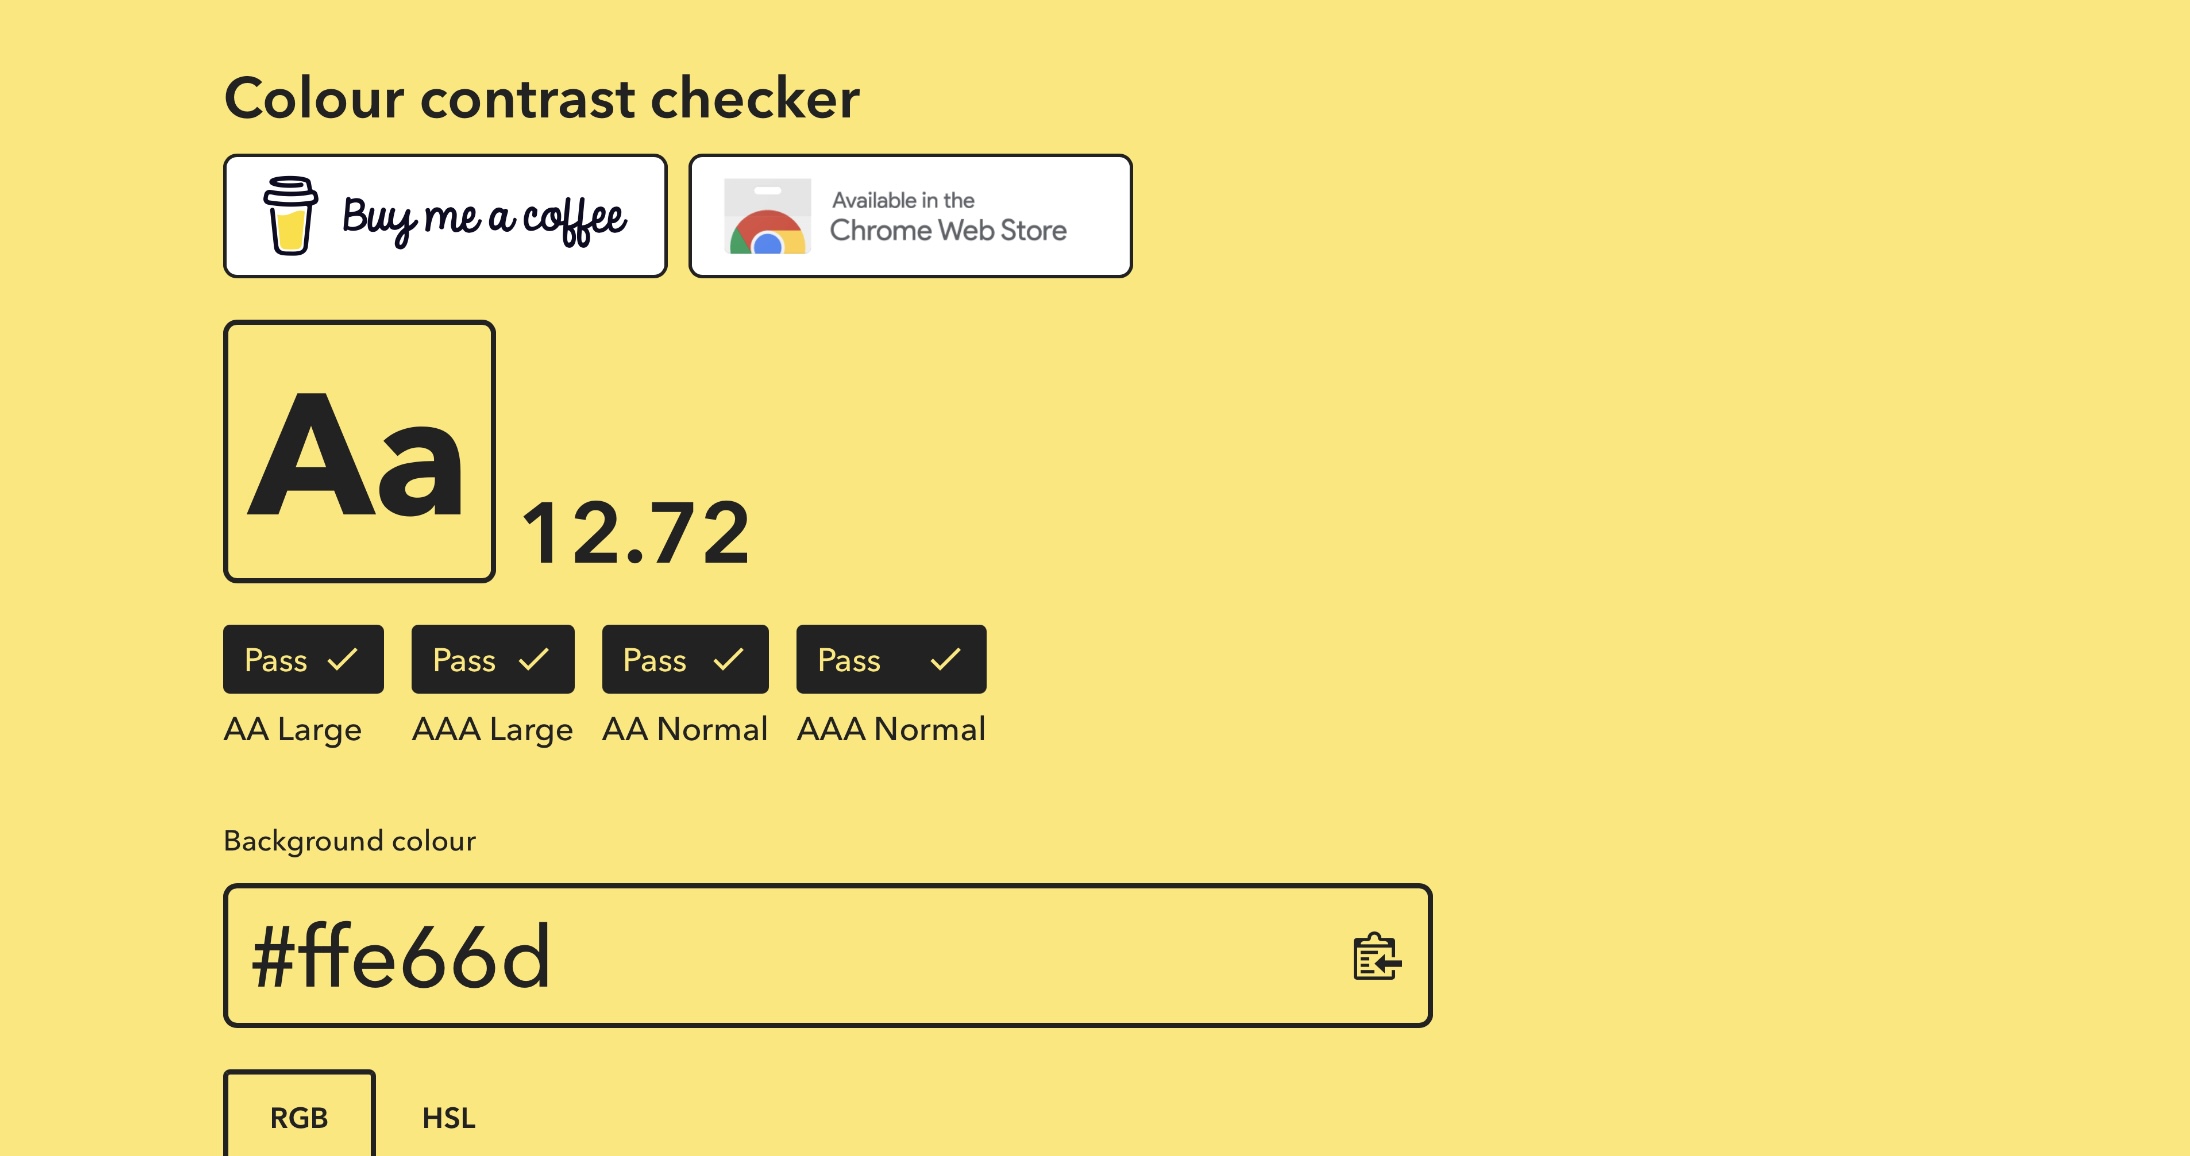 Colour contrast checker
Buy me a coffee
Available in the
Chrome Web Store
Aa
12.72
Pass Pass Pass Pass
AA Large AAA Large AA Normal AAA Normal
Background colour
#ffe66d
RGB HSL